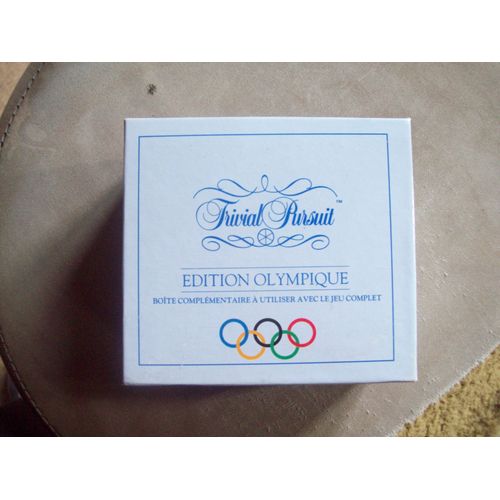 Trivial Pursuit™
EDITION OLYMPIQUE
BOÎTE COMPLÉMENTAIRE À UTILISER AVEC LE JEU COMPLET